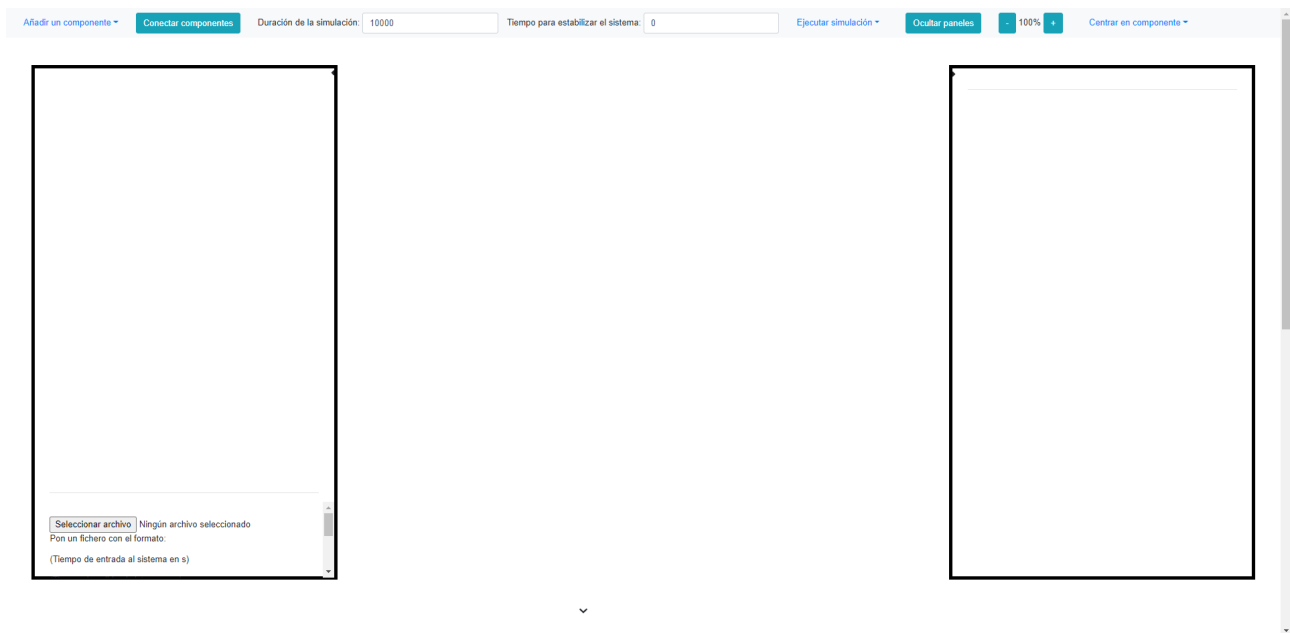 Añadir un componente Conectar componentes Duración de la simulación: 10000 Tiempo para estabilizar el sistema: 0 Ejecutar simulación Ocultar paneles - 100% + Centrar en componente
Seleccionar archivo Ningún archivo seleccionado
Pon un fichero con el formato:
(Tiempo de entrada al sistema en s)